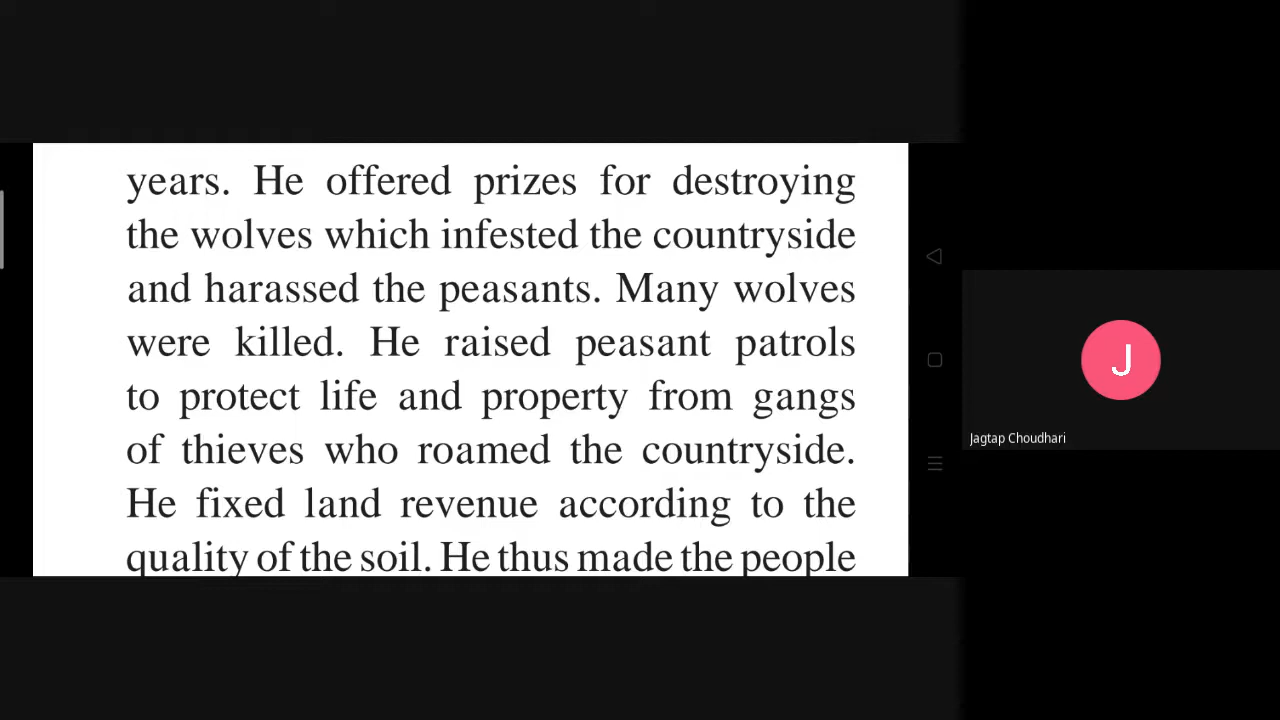 years. He offered prizes for destroying
the wolves which infested the countryside
and harassed the peasants. Many wolves
were killed. He raised peasant patrols
to protect life and property from gangs
of thieves who roamed the countryside.
He fixed land revenue according to the
quality of the soil. He thus made the people
J
Jagtap Choudhari